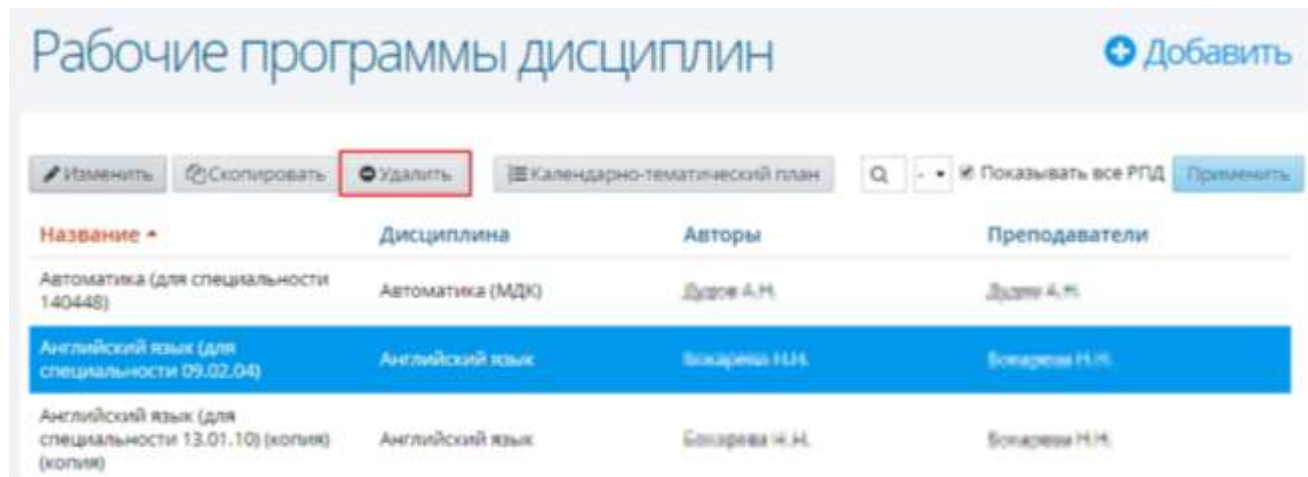 Рабочие программы дисциплин Добавить
Изменить Скопировать Удалить Календарно-тематический план - Показывать все РПД Применить
Название Дисциплина Авторы Преподаватели
Автоматика (для специальности
140448)
Автоматика (МДК)
А.Н.
А.Н.
Английский язык (для
специальности 09.02.04)
Английский язык
Н.Н.
Н.Н.
Английский язык (для
специальности 13.01.10) (копия)
(копия)
Английский язык
Н.Н.